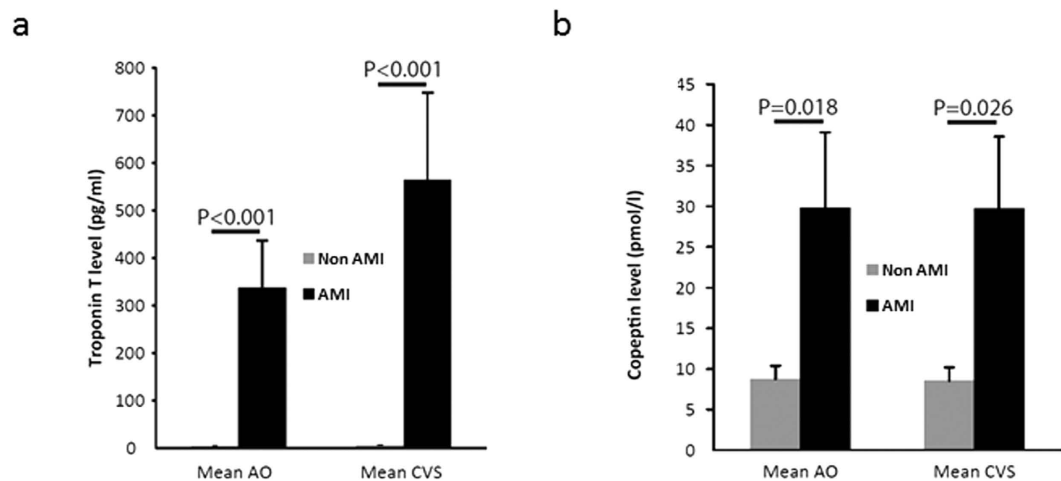 a
Troponin T level (pg/ml)
800
700
600
500
400
300
200
100
0
P<0.001
P<0.001
Non AMI
AMI
Mean AO
Mean CVS
b
Copeptin level (pmol/l)
45
40
35
30
25
20
15
10
5
0
P=0.018
P=0.026
Non AMI
AMI
Mean AO
Mean CVS